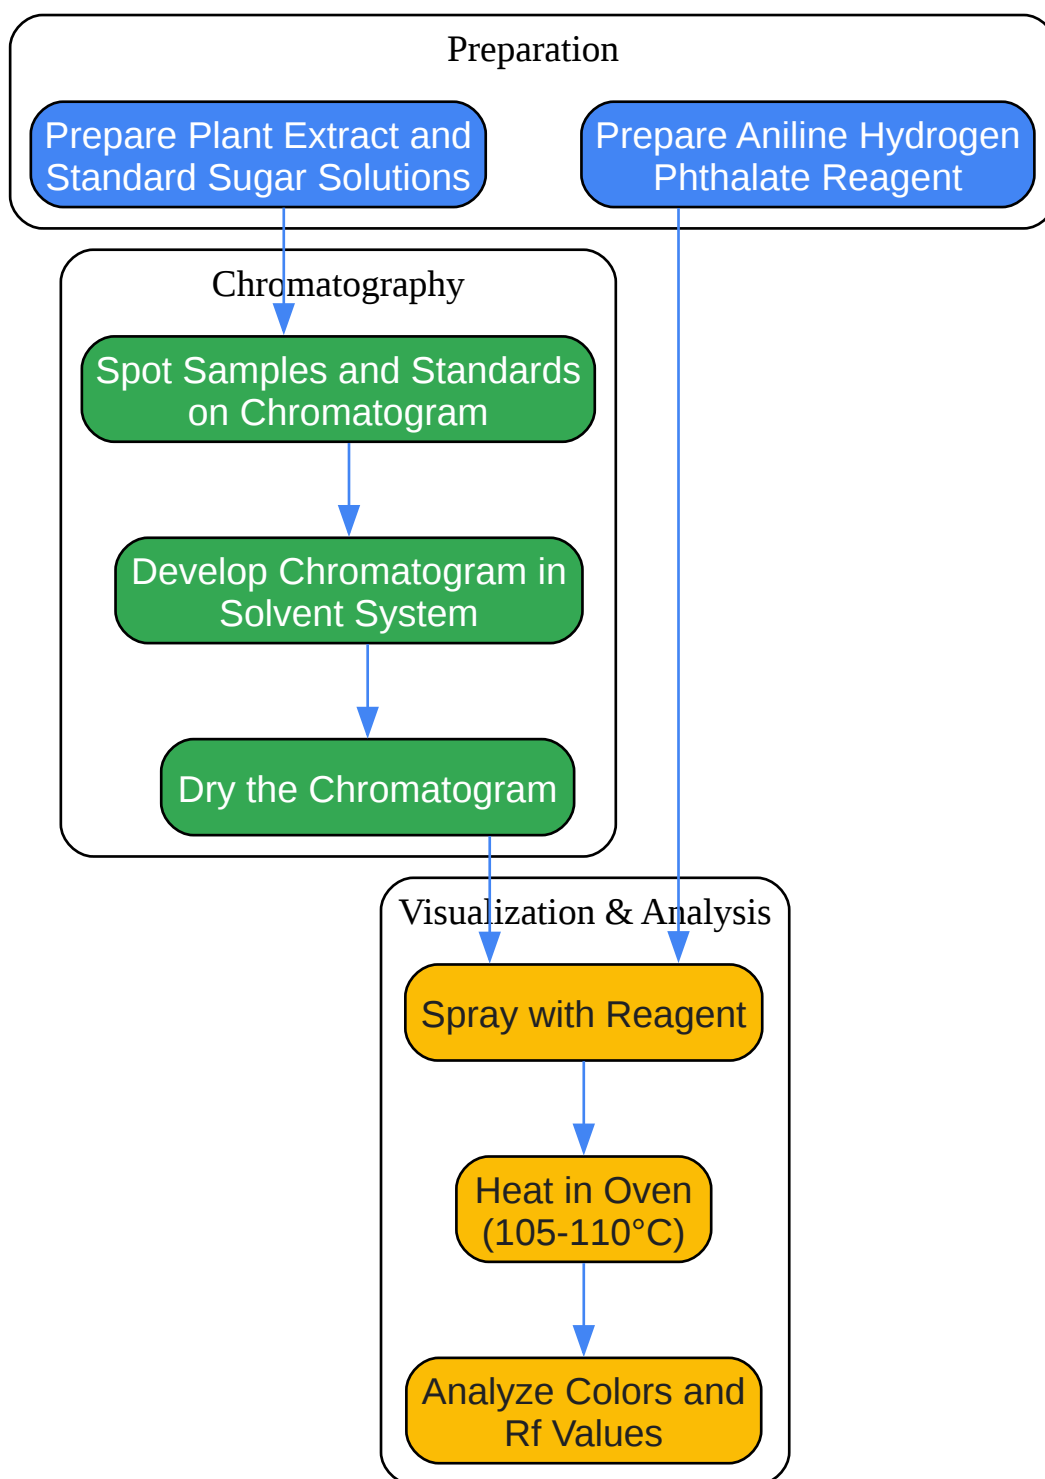 Preparation
Prepare Plant Extract and
Standard Sugar Solutions
Prepare Aniline Hydrogen
Phthalate Reagent
Chromatography
Spot Samples and Standards
on Chromatogram
Develop Chromatogram in
Solvent System
Dry the Chromatogram
Visualization & Analysis
Spray with Reagent
Heat in Oven
(105-110°C)
Analyze Colors and
Rf Values